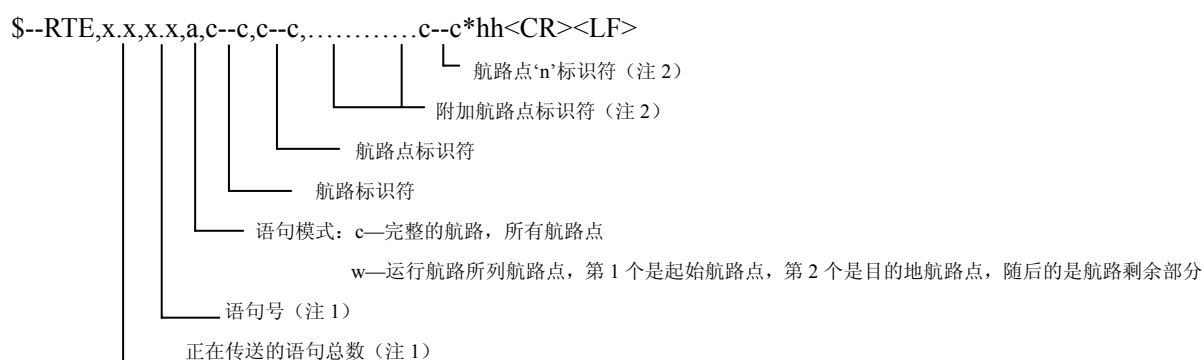 $--RTE,x.x,x.x,a,c--c,c--c,…………c--c*hh<CR><LF>
航路点‘n’标识符（注 2）
附加航路点标识符（注 2）
航路点标识符
航路标识符
语句模式：c—完整的航路，所有航路点
w—运行航路所列航路点，第 1 个是起始航路点，第 2 个是目的地航路点，随后的是航路剩余部分
语句号（注 1）
正在传送的语句总数（注 1）